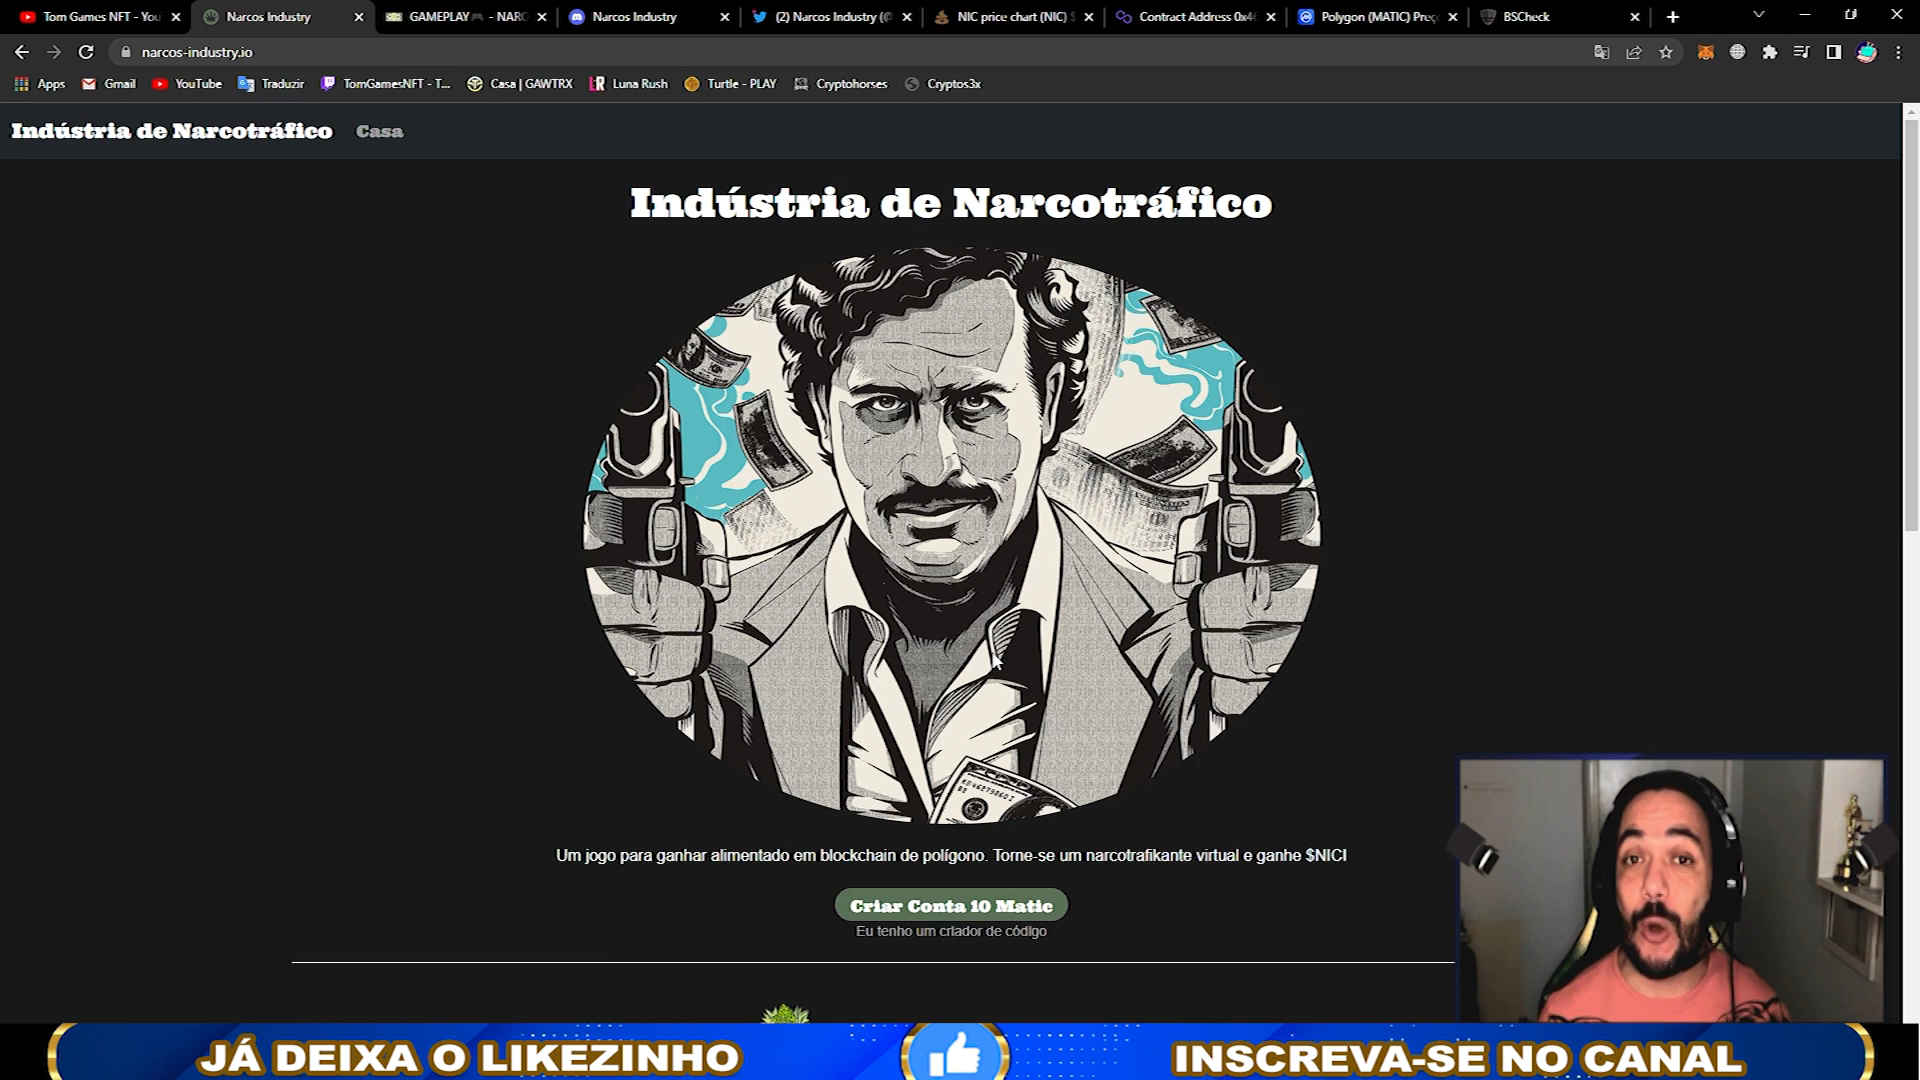 Tom Games NFT - You
Narcos Industry
GAMEPLAY🎮 - NARC
Narcos Industry
(2) Narcos Industry (@
NIC price chart (NIC) $
Contract Address 0x4
Polygon (MATIC) Preç
BSCheck
narcos-industry.io
Apps
Gmail
YouTube
Traduzir
TomGamesNFT - T...
Casa | GAWTRX
Luna Rush
Turtle - PLAY
Cryptohorses
Cryptos3x
Indústria de Narcotráfico
Casa
Indústria de Narcotráfico
Um jogo para ganhar alimentado em blockchain de polígono. Torne-se um narcotrafikante virtual e ganhe $NICI
Criar Conta 10 Matic
Eu tenho um criador de código
JÁ DEIXA O LIKEZINHO
INSCREVA-SE NO CANAL